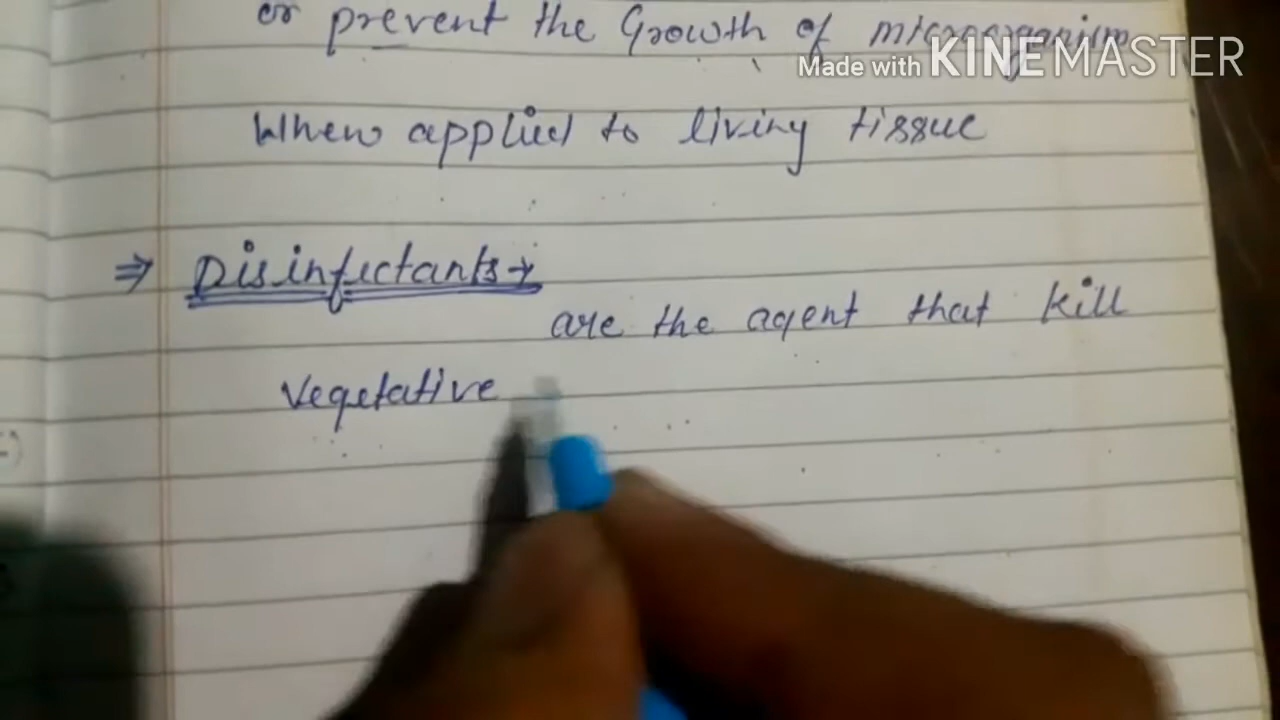 or prevent the Growth of microorganism
Made with KINEMASTER
When applied to living tissue
⇒ Disinfectants →
are the agent that kill
Vegetative